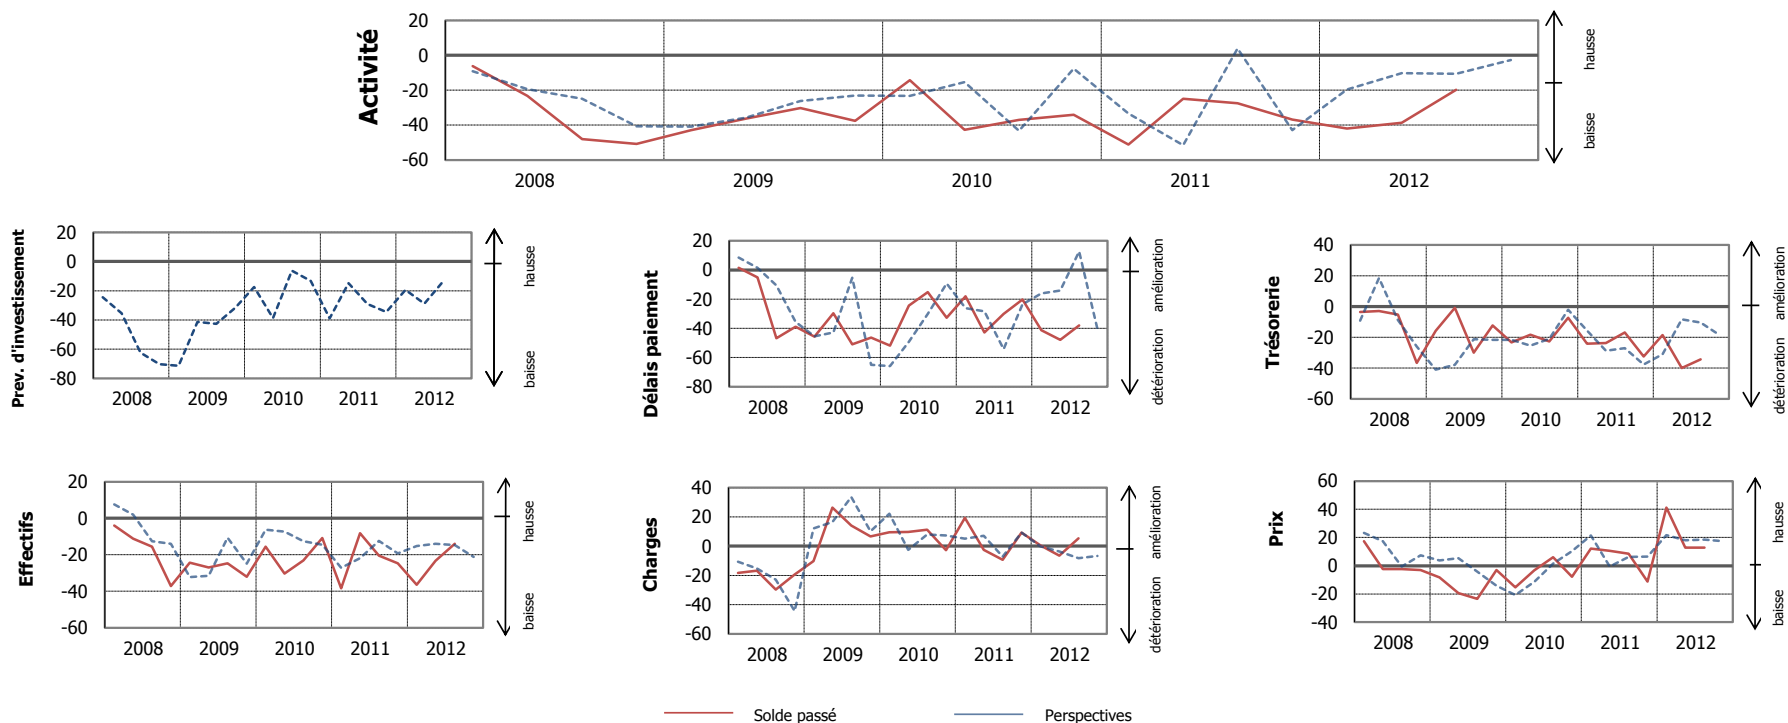 Activité
20
0
-20
-40
-60
2008 2009 2010 2011 2012
hausse
baisse
Prev. d'investissement
20
0
-20
-40
-60
-80
2008 2009 2010 2011 2012
hausse
baisse
Délais paiement
20
0
-20
-40
-60
-80
2008 2009 2010 2011 2012
amélioration
détérioration
Trésorerie
40
20
0
-20
-40
-60
2008 2009 2010 2011 2012
amélioration
détérioration
Effectifs
20
0
-20
-40
-60
2008 2009 2010 2011 2012
hausse
baisse
Charges
40
20
0
-20
-40
-60
2008 2009 2010 2011 2012
amélioration
détérioration
Prix
60
40
20
0
-20
-40
2008 2009 2010 2011 2012
hausse
baisse
Solde passé Perspectives